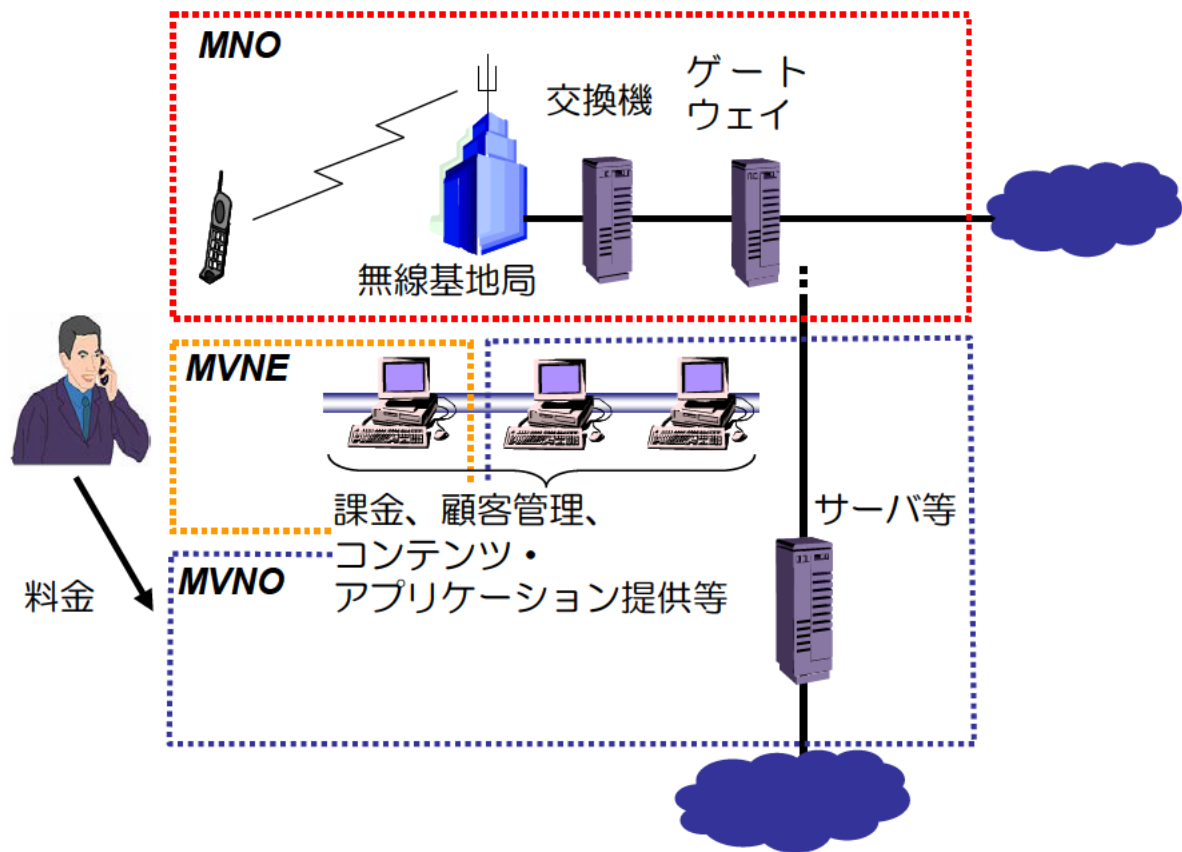 MNO
交換機
ゲート
ウェイ
無線基地局
MVNE
課金、顧客管理、
コンテンツ・
アプリケーション提供等
サーバ等
MVNO
料金